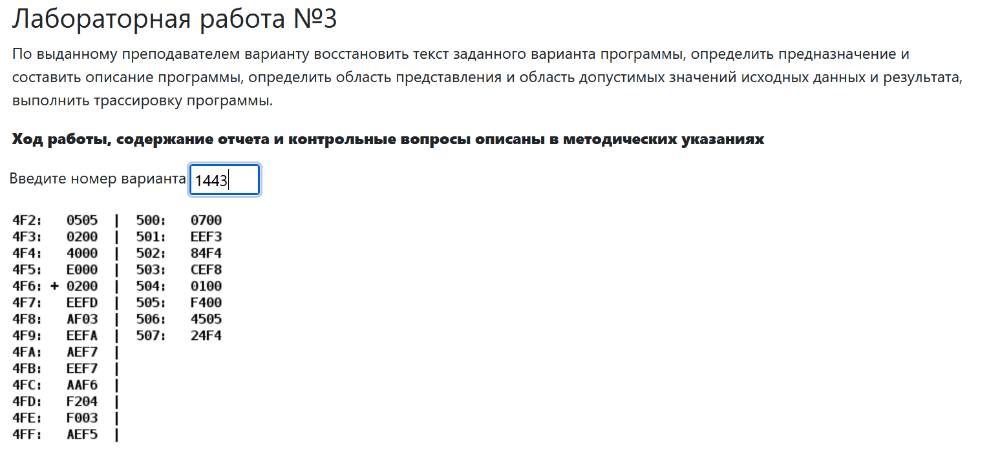 Лабораторная работа №3
По выданному преподавателем варианту восстановить текст заданного варианта программы, определить предназначение и
составить описание программы, определить область представления и область допустимых значений исходных данных и результата,
выполнить трассировку программы.
Ход работы, содержание отчета и контрольные вопросы описаны в методических указаниях
Введите номер варианта 1443
4F2: 0505 | 500: 0700
4F3: 0200 | 501: EEF3
4F4: 4000 | 502: 84F4
4F5: E000 | 503: CEF8
4F6: + 0200 | 504: 0100
4F7: EEFD | 505: F400
4F8: AF03 | 506: 4505
4F9: EEFA | 507: 24F4
4FA: AEF7 |
4FB: EEF7 |
4FC: AAF6 |
4FD: F204 |
4FE: F003 |
4FF: AEF5 |